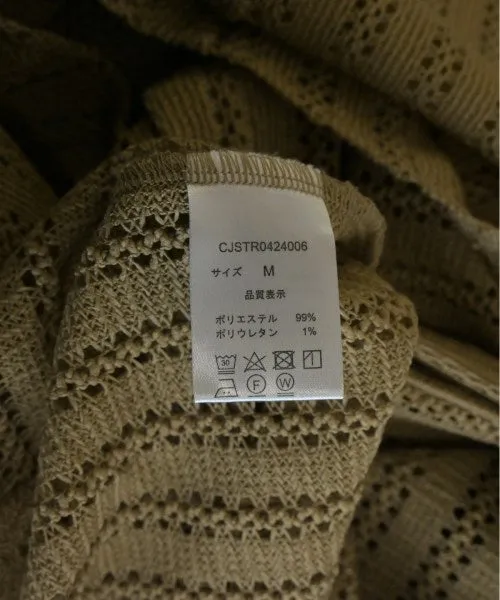 CJSTR0424006
サイズ M
品質表示
ポリエステル 99%
ポリウレタン 1%
30
F W